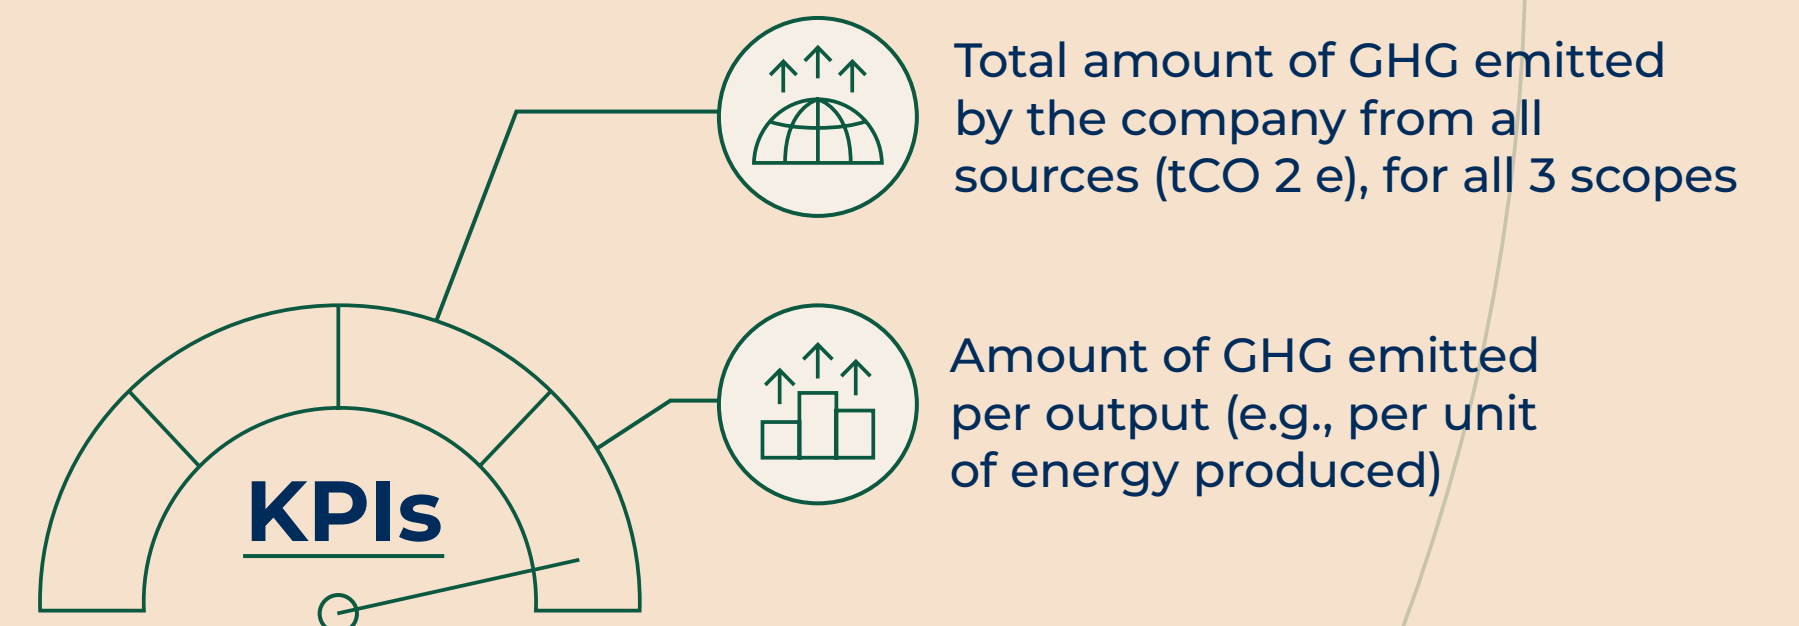 Total amount of GHG emitted
by the company from all
sources (tCO 2 e), for all 3 scopes
Amount of GHG emitted
per output (e.g., per unit
of energy produced)
KPIs